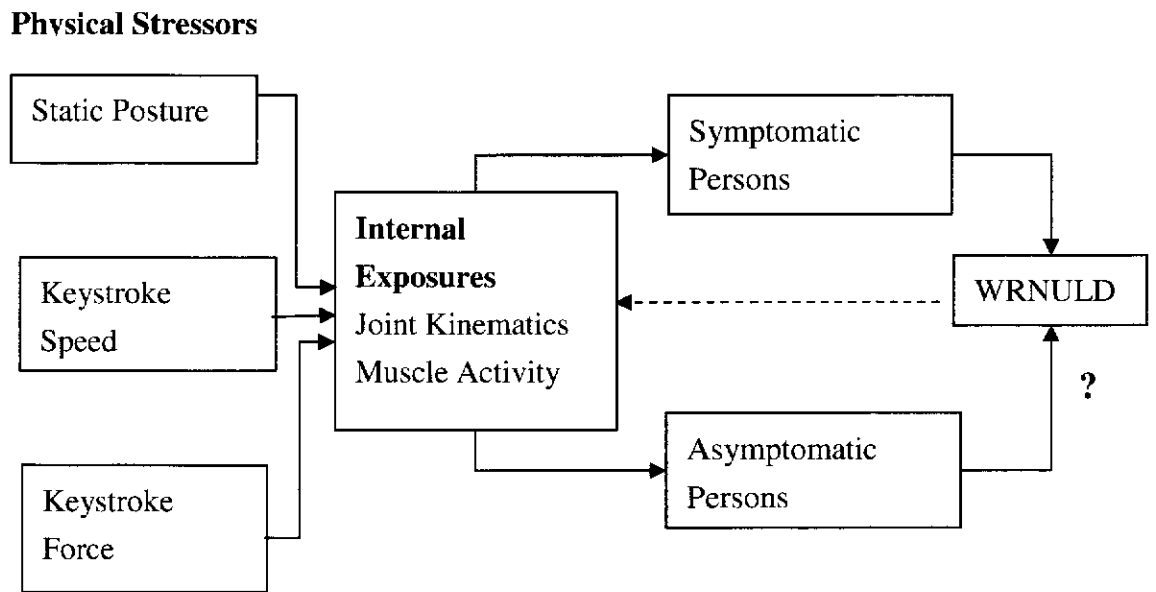 Physical Stressors
Static Posture
Keystroke
Speed
Keystroke
Force
Internal
Exposures
Joint Kinematics
Muscle Activity
Symptomatic
Persons
Asymptomatic
Persons
WRNULD
?